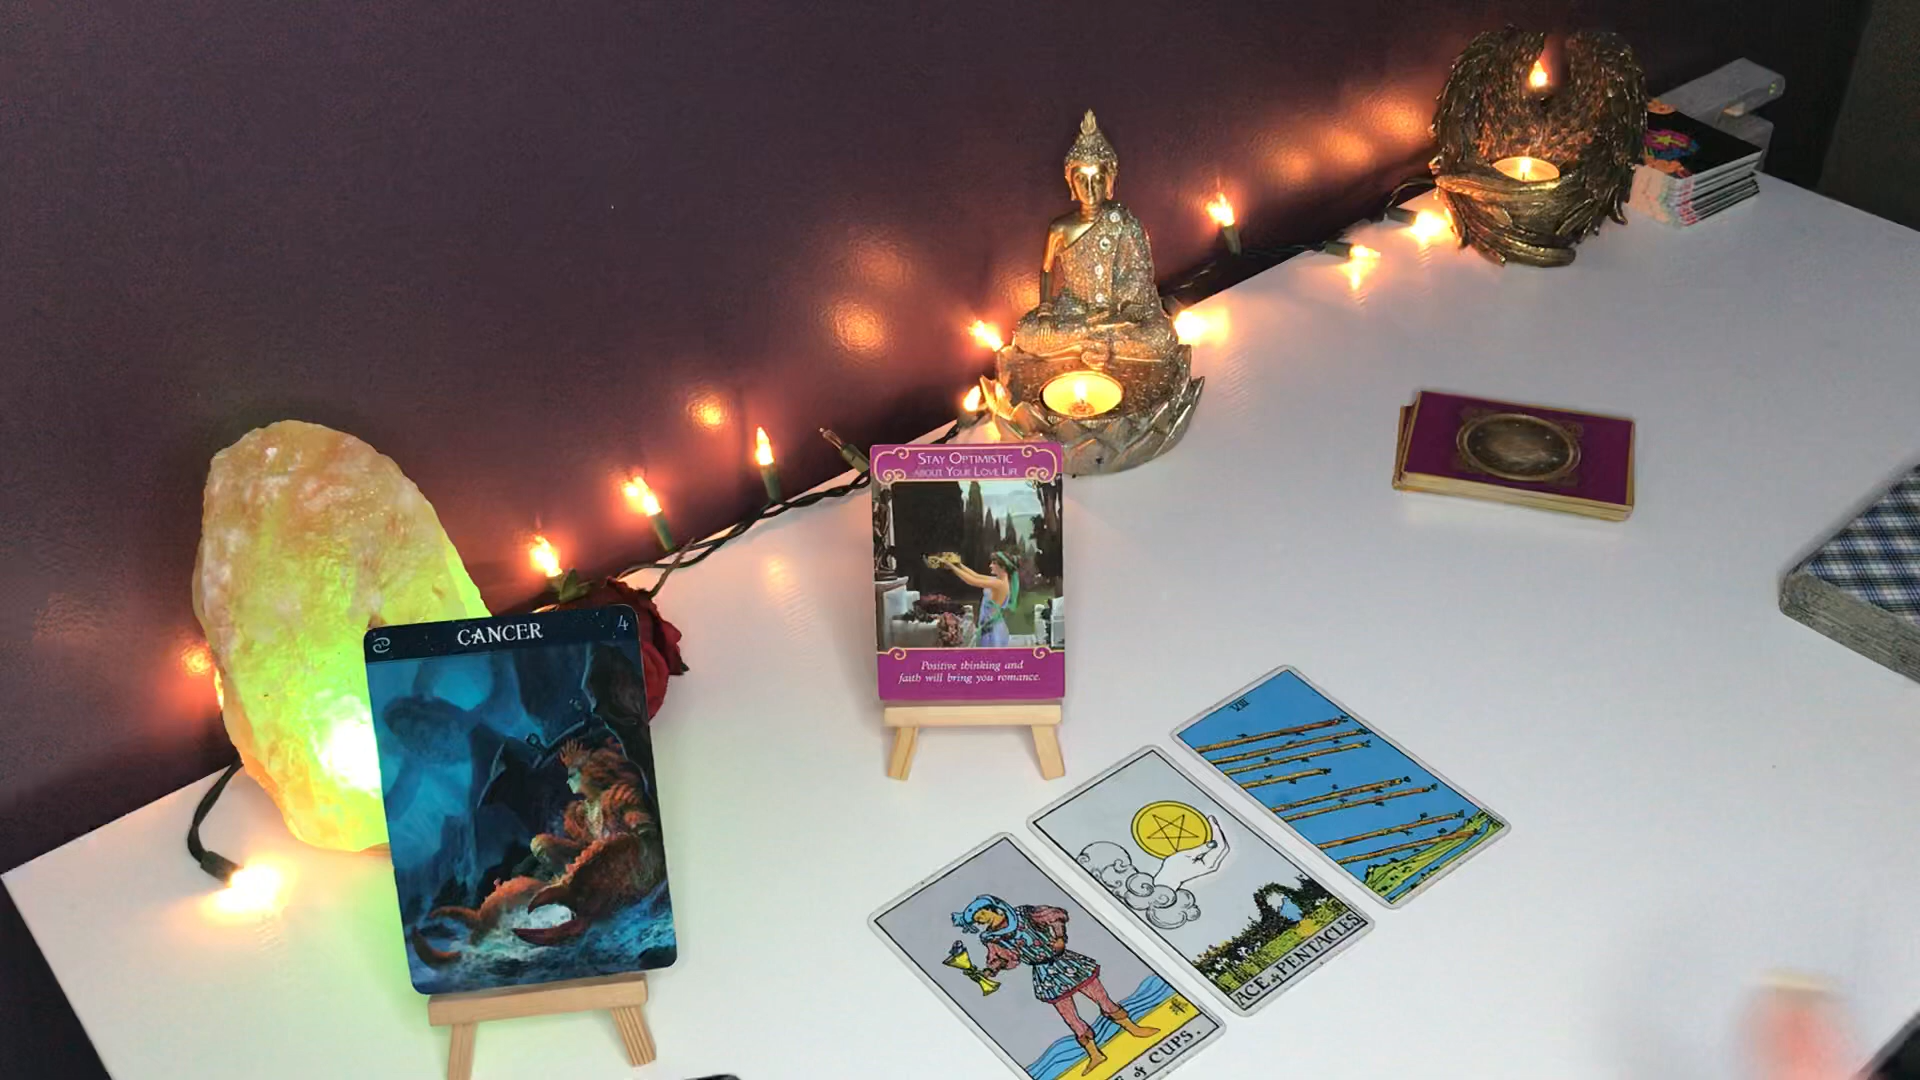 CANCER
4
STAY OPTIMISTIC
ABOUT YOUR LOVE LIFE
Positive thinking and
faith will bring you romance.
VIII
ACE of PENTACLES
of CUPS.